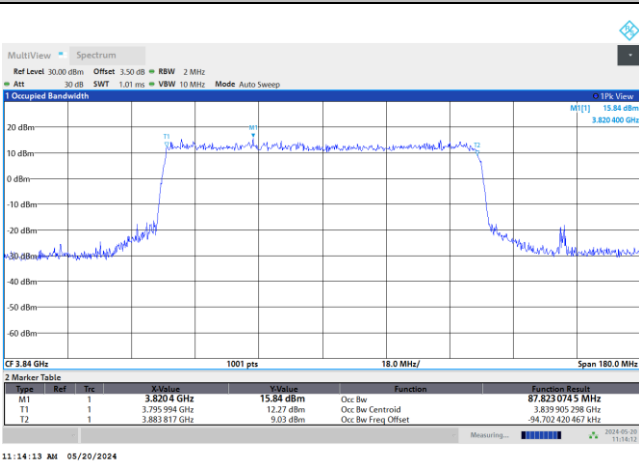 MultiView Spectrum
Ref Level 30.00 dBm Offset 3.50 dB RBW 2 MHz
Att 30 dB SWT 1.01 ms VBW 10 MHz Mode Auto Sweep
1 Occupied Bandwidth 1Pk View
M1[1] 15.84 dBm
3.820 400 GHz
20 dBm
T1
M1
T2
10 dBm
0 dBm
-10 dBm
-20 dBm
-30 dBm
-40 dBm
-50 dBm
-60 dBm
CF 3.84 GHz 1001 pts 18.0 MHz/ Span 180.0 MHz
2 Marker Table
Type Ref Trc X-Value Y-Value Function Function Result
M1 1 3.8204 GHz 15.84 dBm Occ Bw 87.823 074 5 MHz
T1 1 3.795 994 GHz 12.27 dBm Occ Bw Centroid 3.839 905 298 GHz
T2 1 3.883 817 GHz 9.03 dBm Occ Bw Freq Offset -94.702 420 467 kHz
Measuring... 2024-05-20
11:14:12
11:14:13 AM 05/20/2024